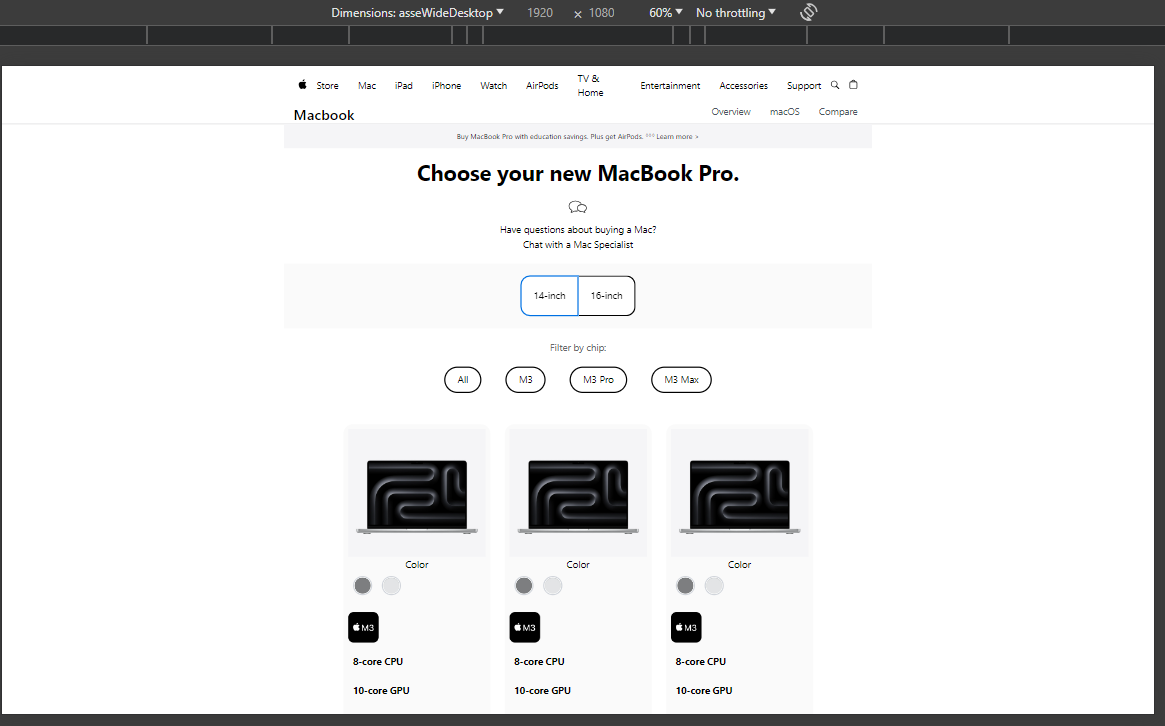 Dimensions: asseWideDesktop ▼ 1920 × 1080 60% ▼ No throttling ▼
Store Mac iPad iPhone Watch AirPods TV & Home Entertainment Accessories Support
Macbook Overview macOS Compare
Buy MacBook Pro with education savings. Plus get AirPods. ◊◊◊ Learn more >
Choose your new MacBook Pro.
Have questions about buying a Mac?
Chat with a Mac Specialist
14-inch 16-inch
Filter by chip:
All M3 M3 Pro M3 Max
Color Color Color
M3 M3 M3
8-core CPU 8-core CPU 8-core CPU
10-core GPU 10-core GPU 10-core GPU